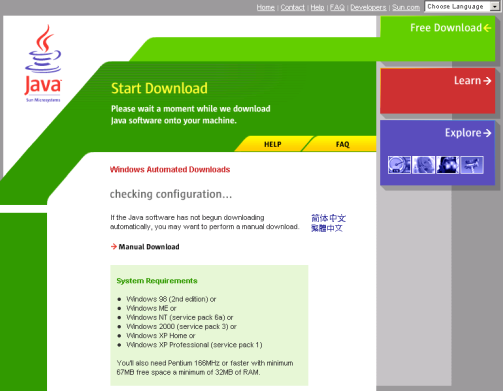 Home | Contact | Help | FAQ | Developers | Sun.com Choose Language
Free Download
Java
Sun Microsystems
Start Download
Please wait a moment while we download
Java software onto your machine.
Learn
Explore
HELP FAQ
Windows Automated Downloads
checking configuration...
If the Java software has not begun downloading
automatically, you may want to perform a manual download.
简体中文
繁體中文
Manual Download
System Requirements
Windows 98 (2nd edition) or
Windows ME or
Windows NT (service pack 6a) or
Windows 2000 (service pack 3) or
Windows XP Home or
Windows XP Professional (service pack 1)
You'll also need Pentium 166MHz or faster with minimum
67MB free space a minimum of 32MB of RAM.